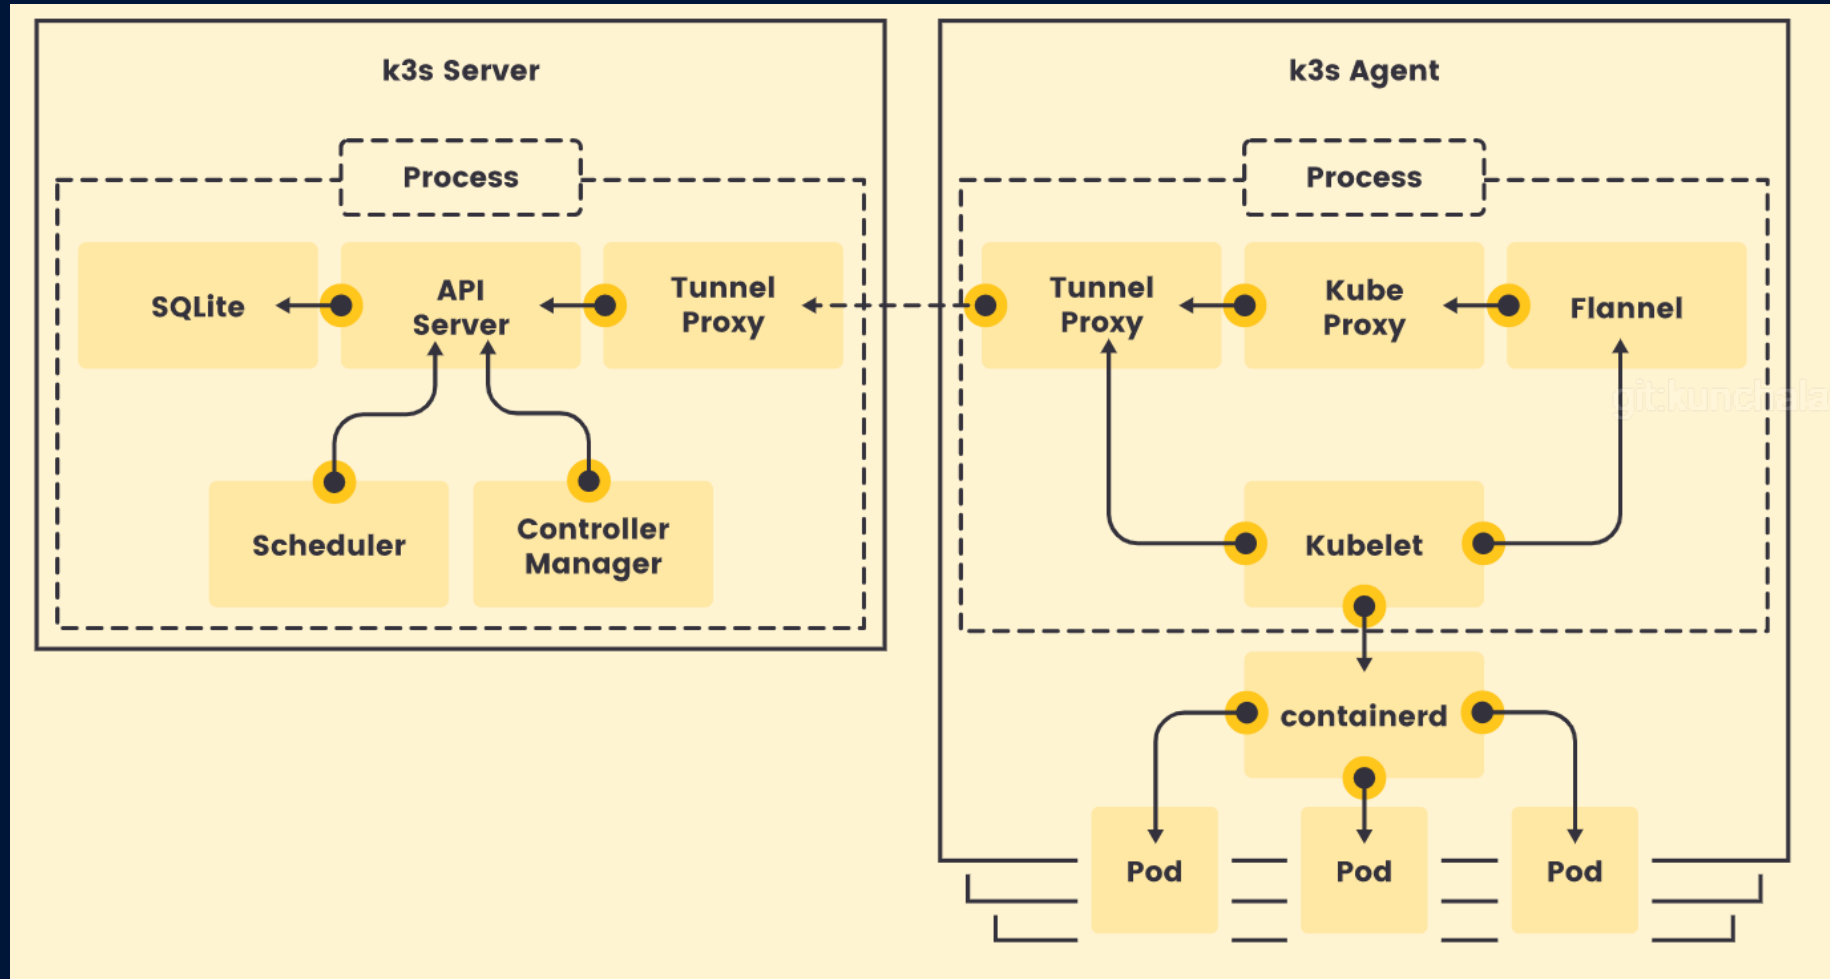 k3s Server
k3s Agent
Process
Process
SQLite
API
Server
Tunnel
Proxy
Tunnel
Proxy
Kube
Proxy
Flannel
Scheduler
Controller
Manager
Kubelet
containerd
Pod
Pod
Pod